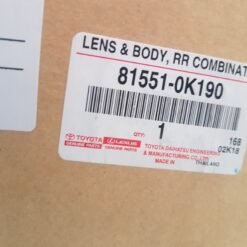 LENS & BODY, RR COMBINAT
81551-0K190
QTY:
1
168
02K18
TOYOTA LEXUS
GENUINE PARTS GENUINE PARTS
TOYOTA DAIHATSU ENGINEERING
& MANUFACTURING CO.,LTD
MADE IN THAILAND